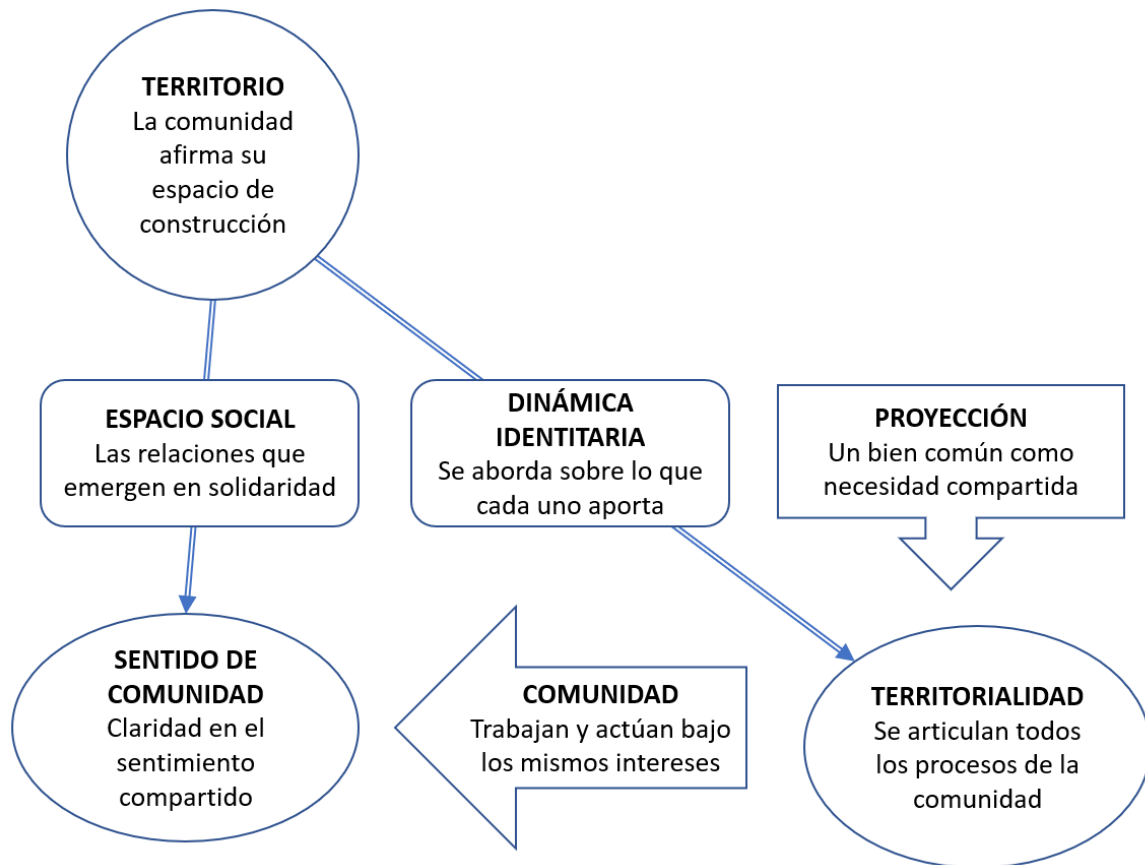 TERRITORIO
La comunidad
afirma su
espacio de
construcción
ESPACIO SOCIAL
Las relaciones que
emergen en solidaridad
DINÁMICA
IDENTITARIA
Se aborda sobre lo que
cada uno aporta
PROYECCIÓN
Un bien común como
necesidad compartida
SENTIDO DE
COMUNIDAD
Claridad en el
sentimiento
compartido
COMUNIDAD
Trabajan y actúan bajo
los mismos intereses
TERRITORIALIDAD
Se articulan todos
los procesos de la
comunidad